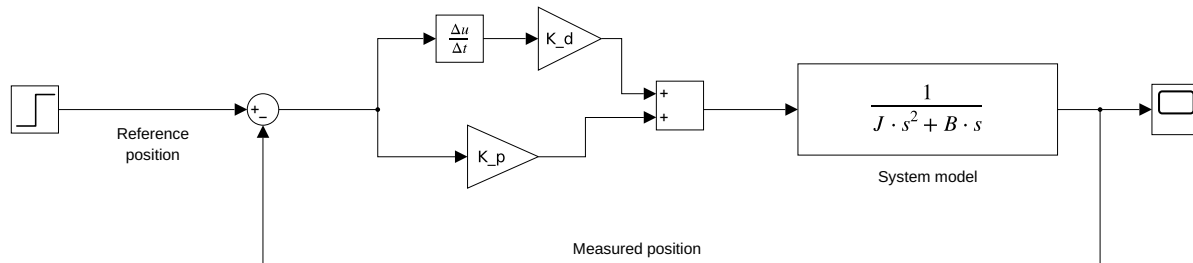 Δu
Δt
K_d
+
−
Reference
position
K_p
+
+
1
J · s² + B · s
System model
Measured position